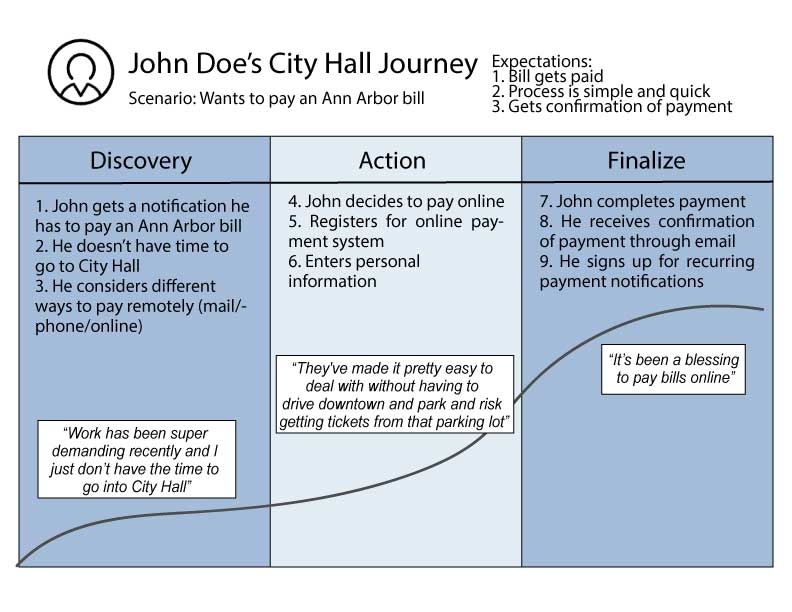 John Doe’s City Hall Journey
Scenario: Wants to pay an Ann Arbor bill
Expectations:
1. Bill gets paid
2. Process is simple and quick
3. Gets confirmation of payment
Discovery
1. John gets a notification he
has to pay an Ann Arbor bill
2. He doesn’t have time to
go to City Hall
3. He considers different
ways to pay remotely (mail/-
phone/online)
“Work has been super
demanding recently and I
just don’t have the time to
go into City Hall”
Action
4. John decides to pay online
5. Registers for online pay-
ment system
6. Enters personal
information
“They've made it pretty easy to
deal with without having to
drive downtown and park and risk
getting tickets from that parking lot”
Finalize
7. John completes payment
8. He receives confirmation
of payment through email
9. He signs up for recurring
payment notifications
“It’s been a blessing
to pay bills online”